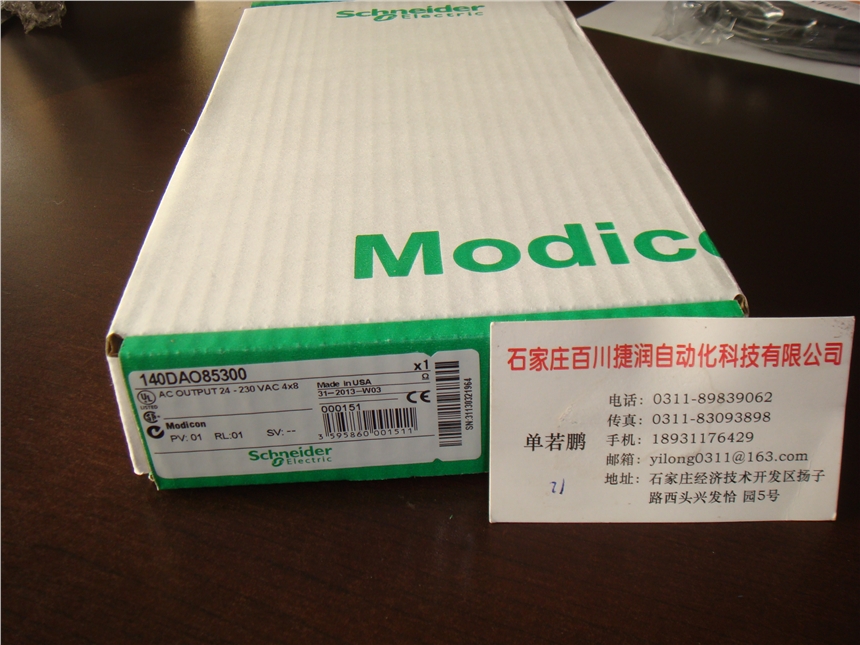 Schneider
Electric
Modic
140DAO85300
x1
AC OUTPUT 24 - 230 VAC 4x8
Made in USA
31-2013-W03
000151
UL
LISTED
CE
Modicon
PV: 01 RL:01 SV: --
3 595860 001511
SN:31130321964
Schneider
Electric
石家庄百川捷润自动化科技有限公司
单若鹏
电话: 0311-89839062
传真: 0311-83093898
手机: 18931176429
邮箱: yilong0311@163.com
地址: 石家庄经济技术开发区扬子
路西头兴发恰 园5号